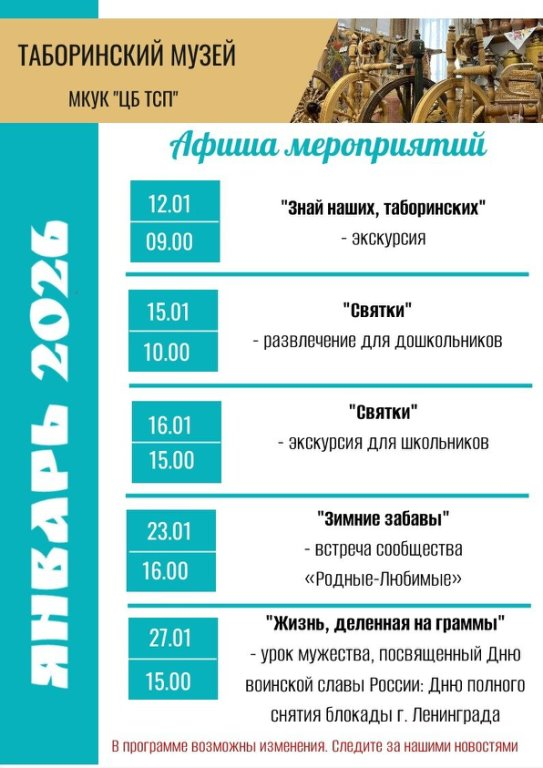 ТАБОРИНСКИЙ МУЗЕЙ
МКУК "ЦБ ТСП"
Афиша мероприятий
ЯНВАРЬ 2026
12.01
09.00
"Знай наших, таборинских"
- экскурсия
15.01
10.00
"Святки"
- развлечение для дошкольников
16.01
15.00
"Святки"
- экскурсия для школьников
23.01
16.00
"Зимние забавы"
- встреча сообщества
«Родные-Любимые»
27.01
15.00
"Жизнь, деленная на граммы"
- урок мужества, посвященный Дню
воинской славы России: Дню полного
снятия блокады г. Ленинграда
В программе возможны изменения. Следите за нашими новостями